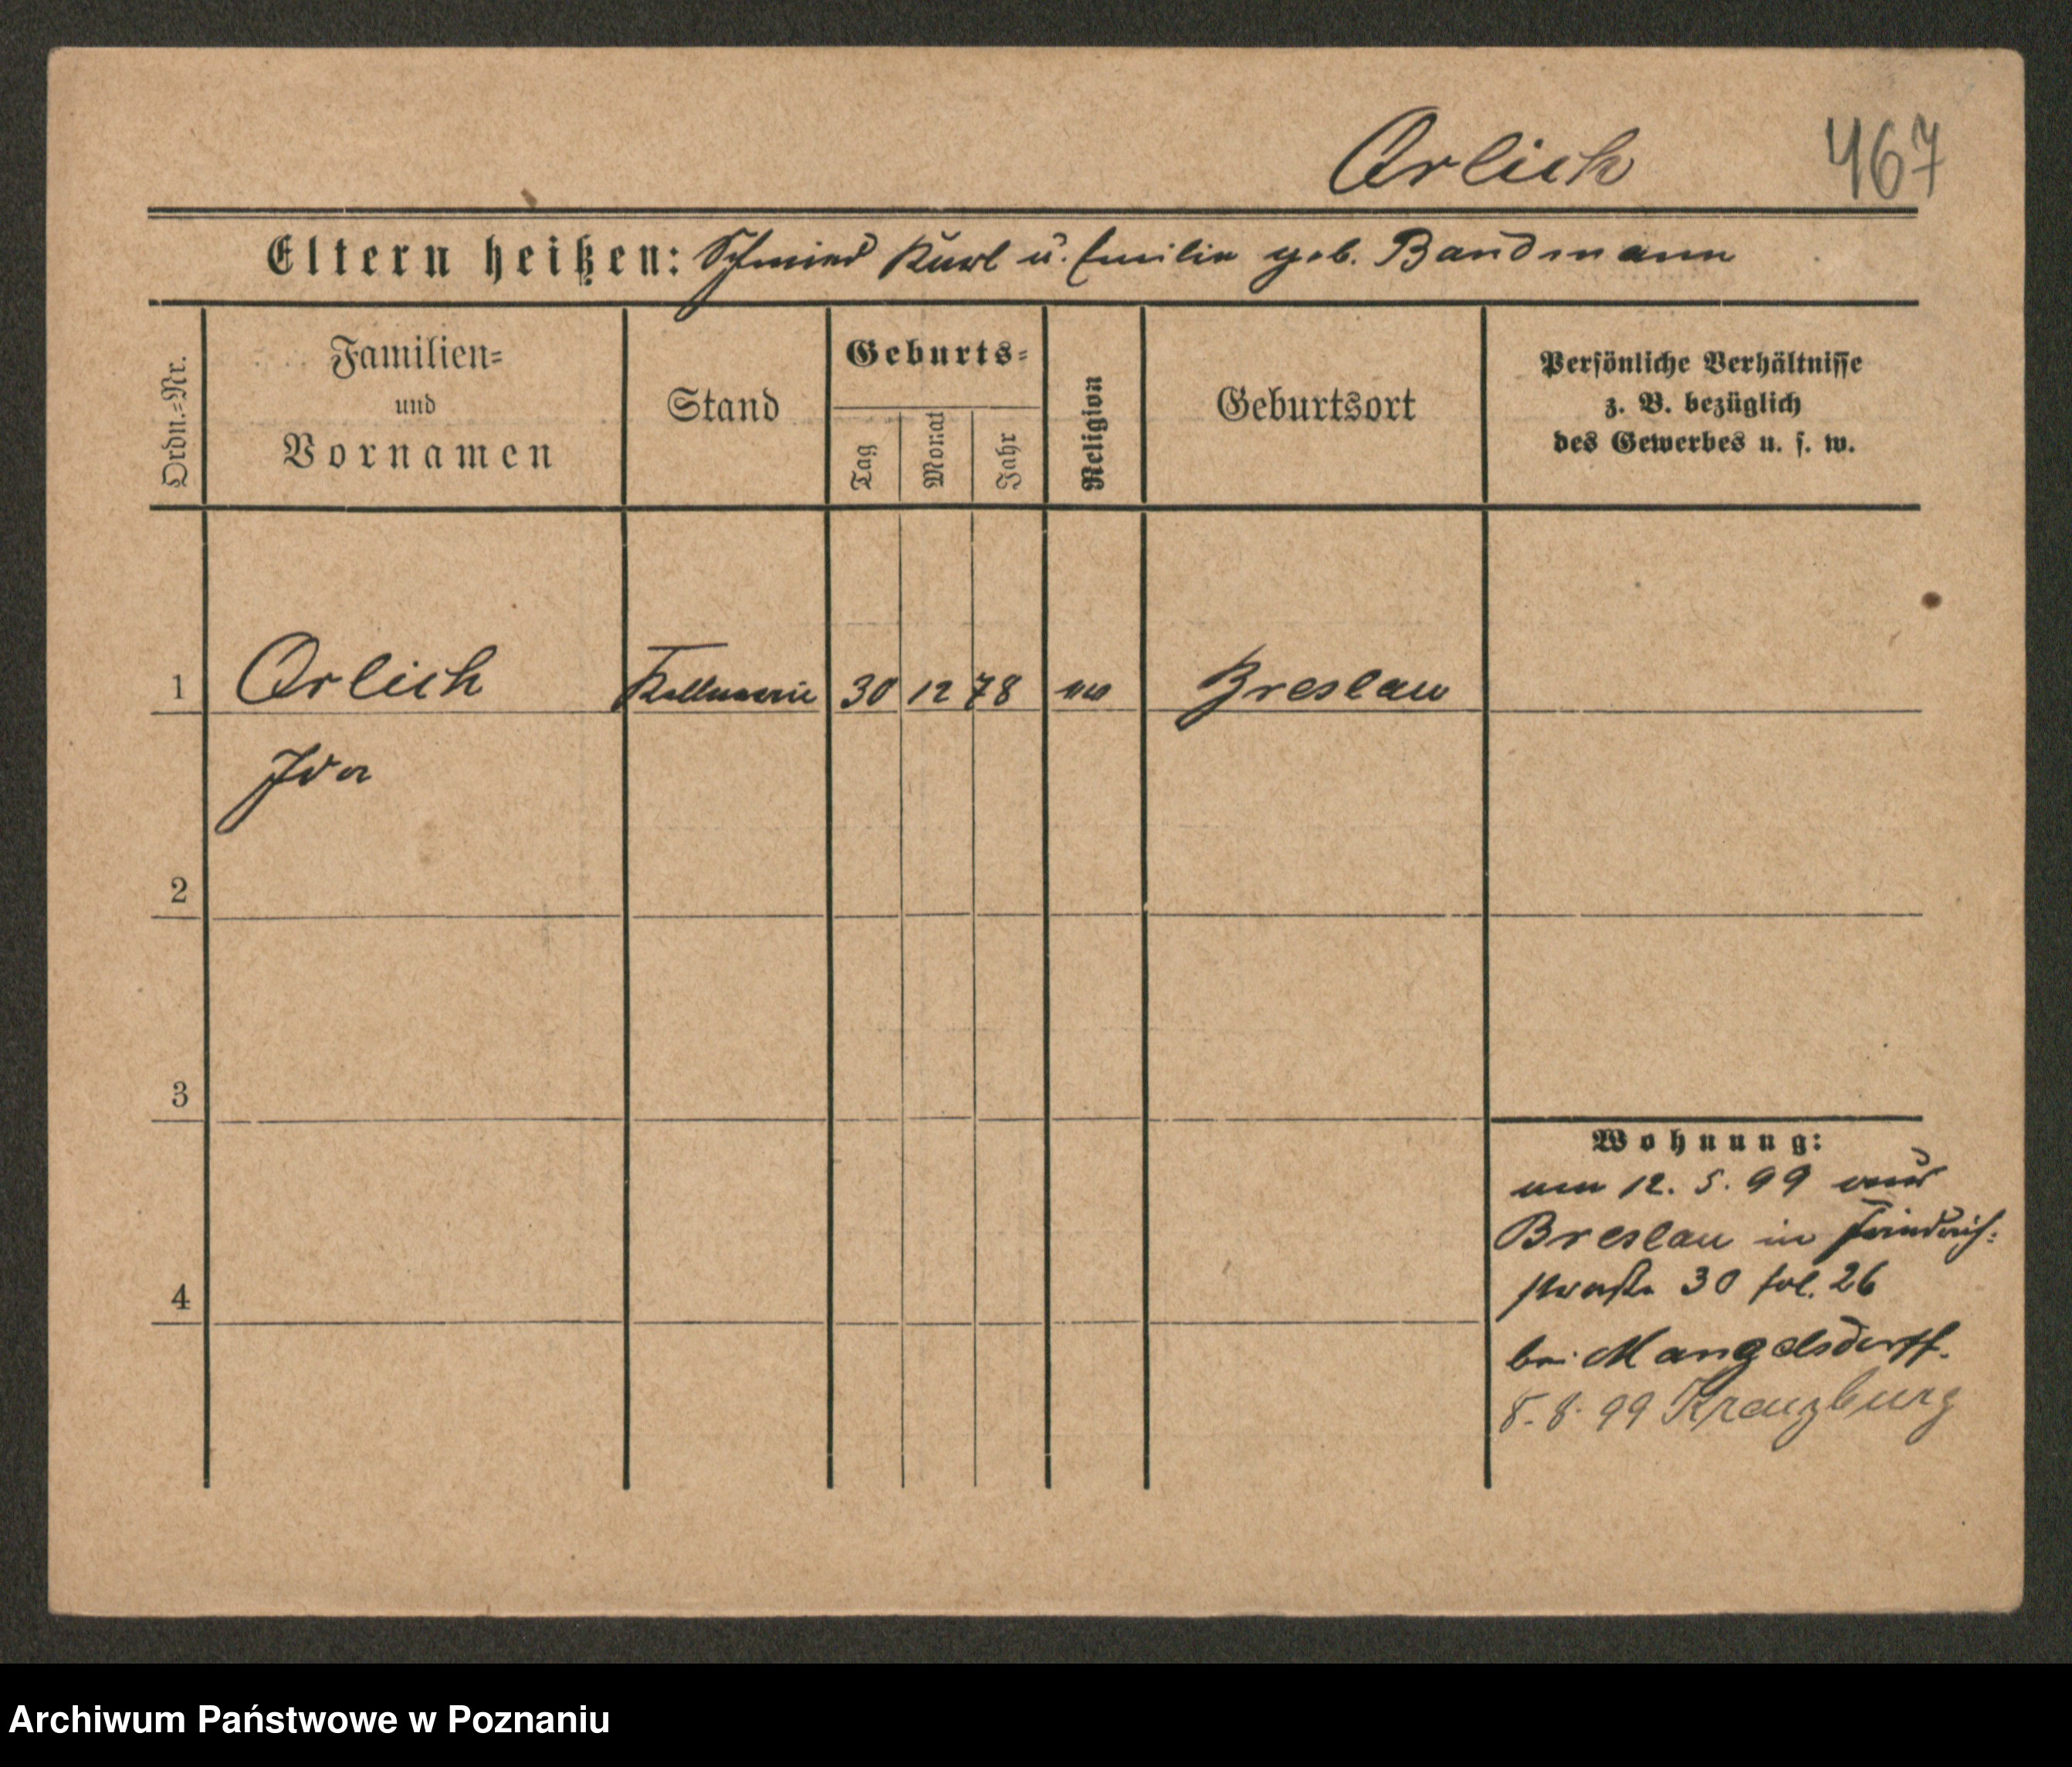 Orlich 467
Eltern heißen: Schmied Karl u. Emilie geb. Bandmann
Ordn.-Nr.
Familien-
und
Vornamen
Stand
Geburts-
Tag
Monat
Jahr
Religion
Geburtsort
Persönliche Verhältnisse
z. B. bezüglich
des Gewerbes u. s. w.
1 Orlich Kellnerin 30 12 78 ev Breslau
Ida
2
3
4
Wohnung:
am 12. 5. 99 aus
Breslau in Friedrich-
straße 30 fol. 26
bei Mangelsdorff.
8. 8. 99 Kreuzburg
Archiwum Państwowe w Poznaniu